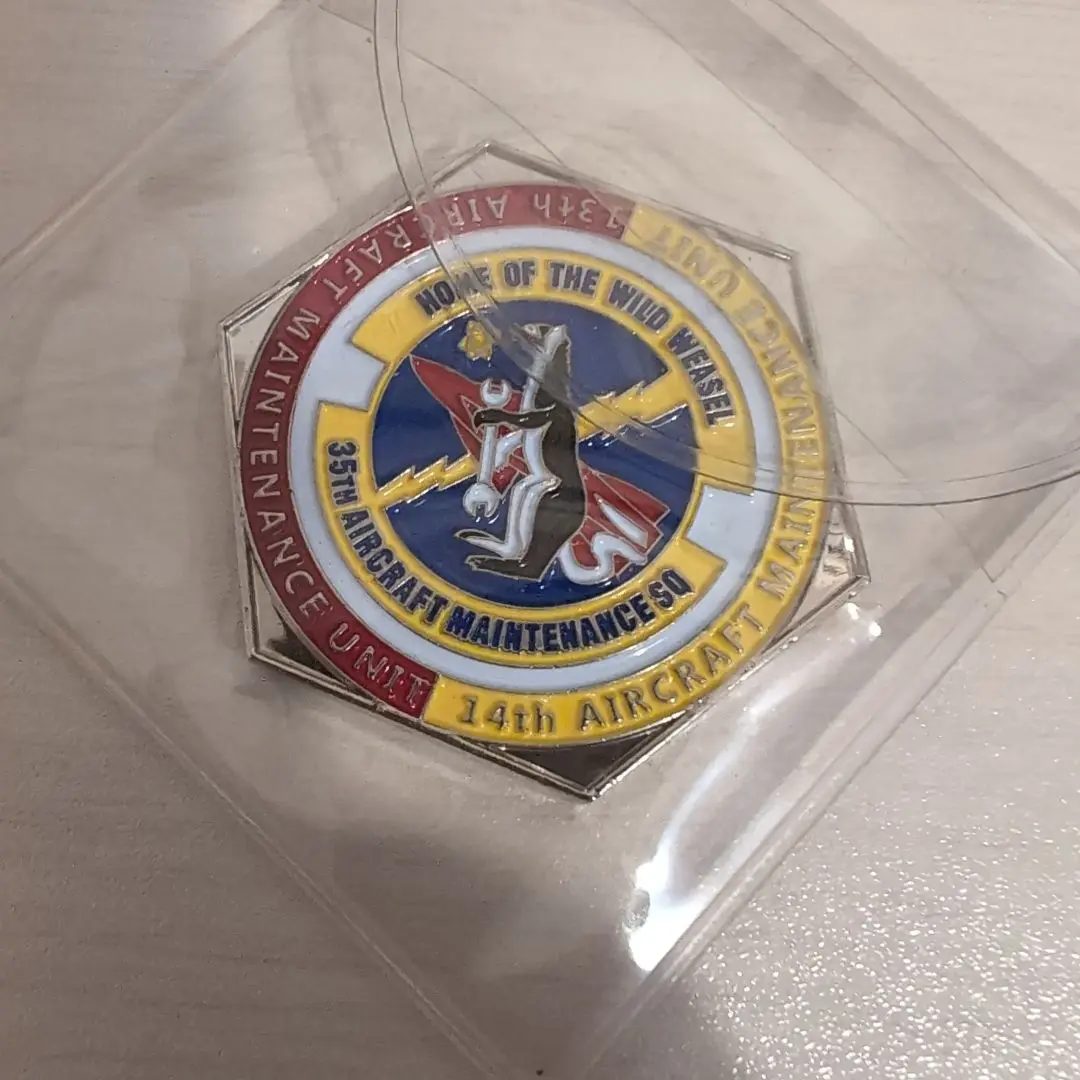 HOME OF THE WILD WEASEL
35TH AIRCRAFT MAINTENANCE SQ
13th AIRCRAFT MAINTENANCE UNIT
14th AIRCRAFT MAINTENANCE UNIT